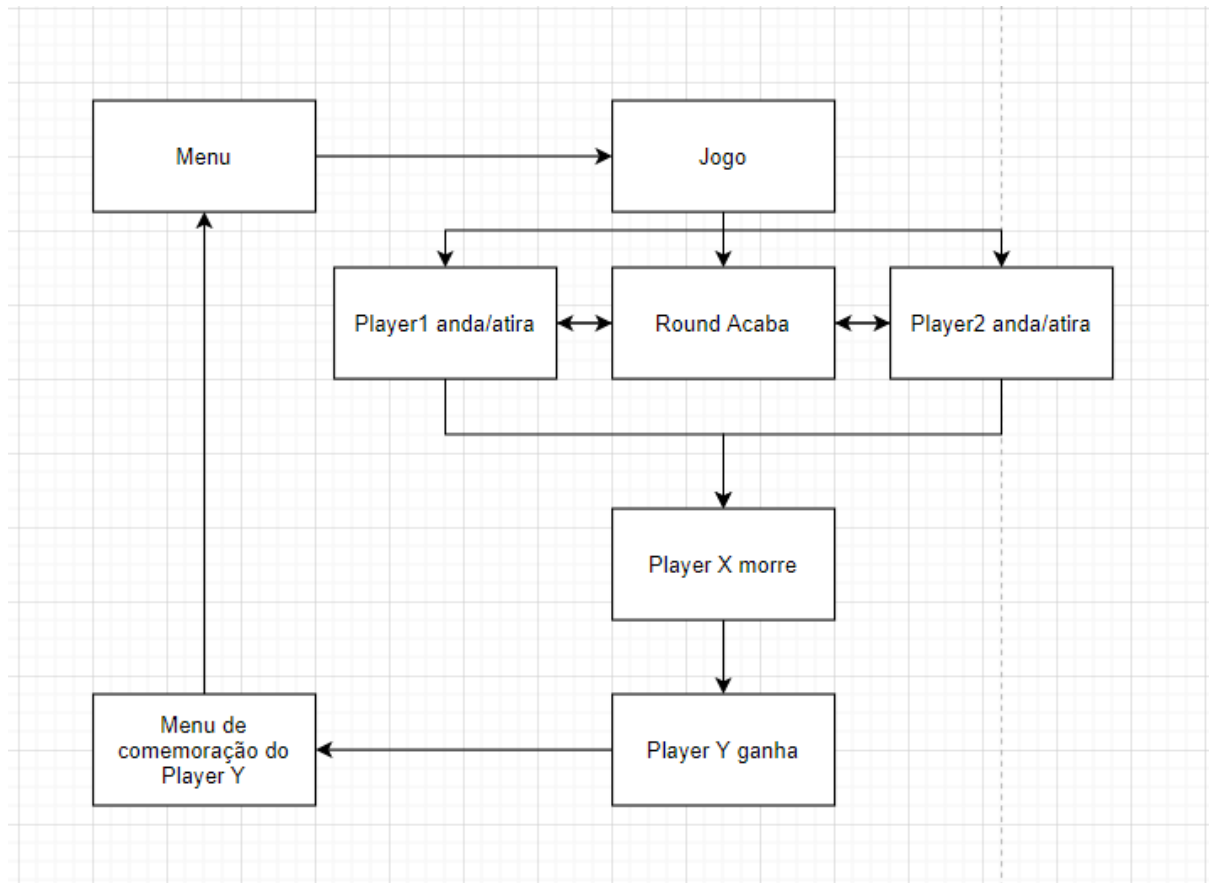 Menu
Jogo
Player1 anda/atira
Round Acaba
Player2 anda/atira
Player X morre
Menu de
comemoração do
Player Y
Player Y ganha